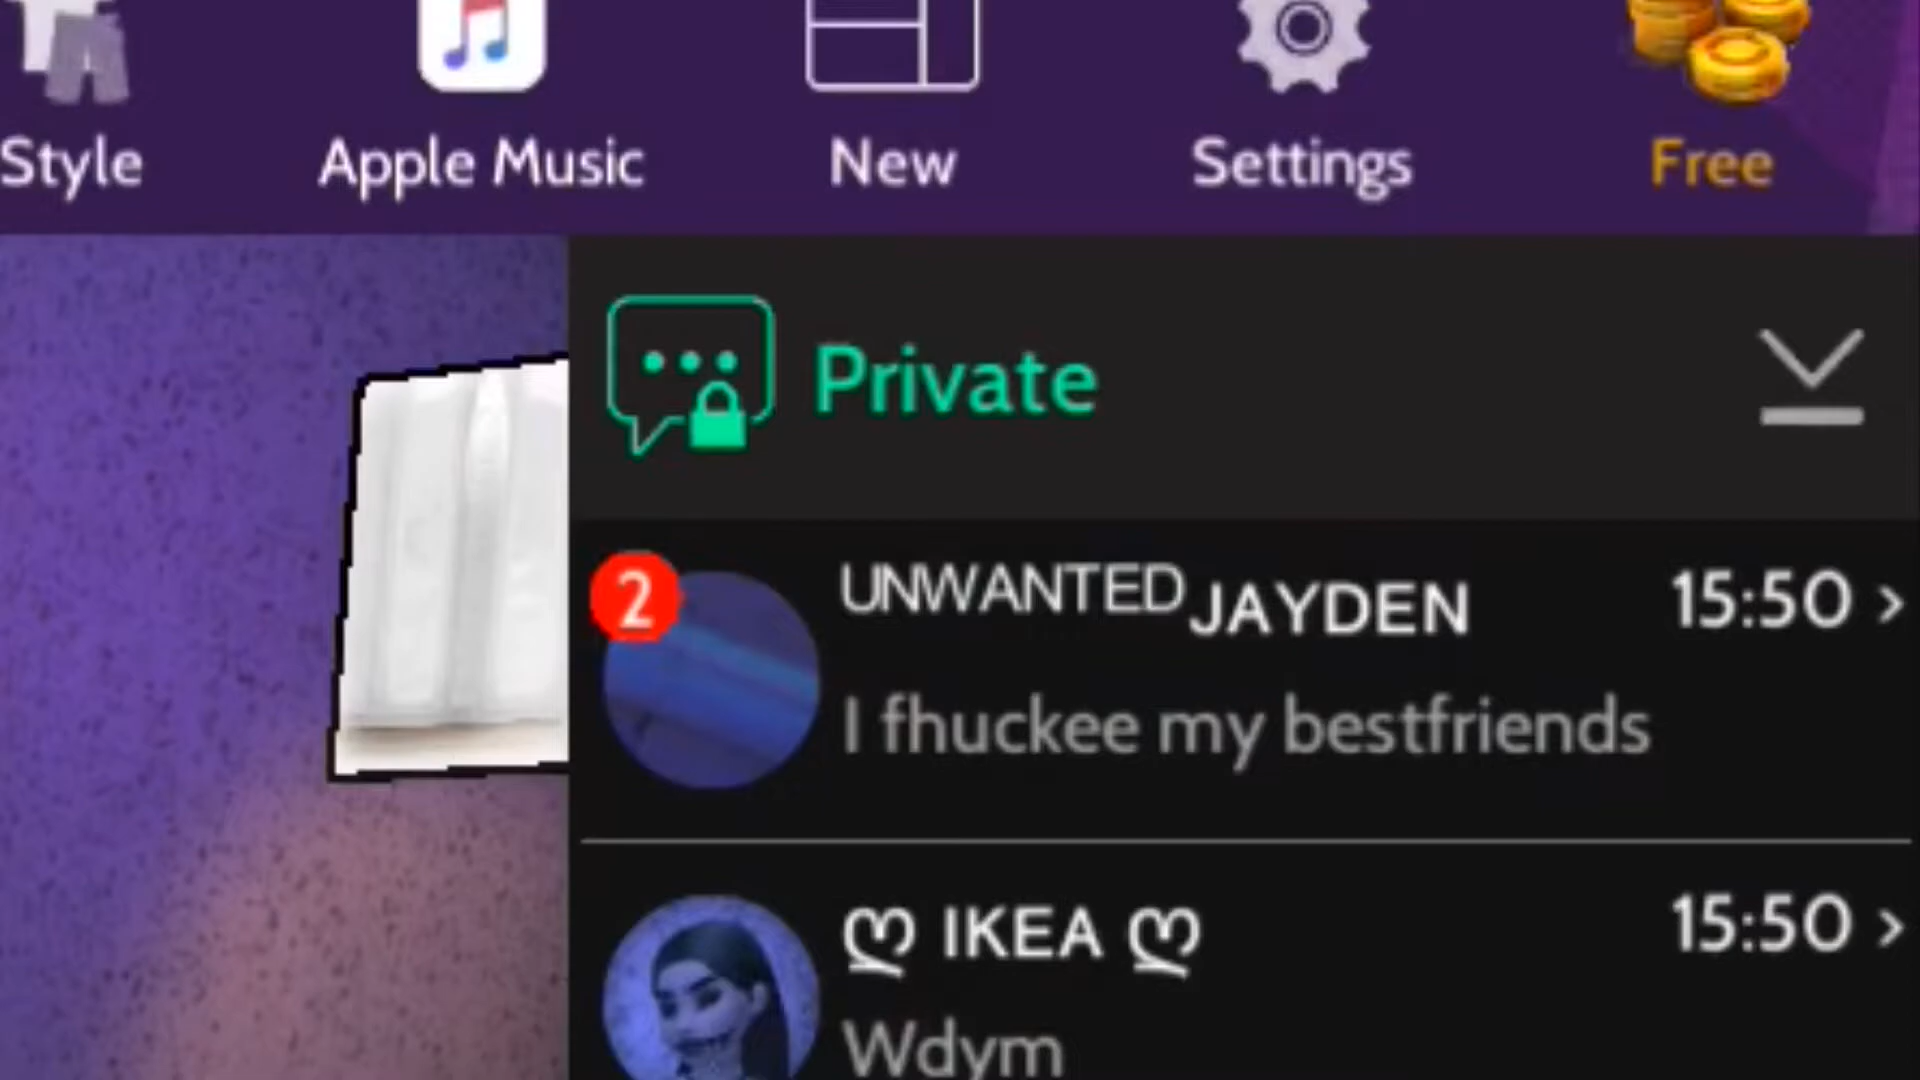 Style Apple Music New Settings Free
Private
2
UNWANTED JAYDEN 15:50 >
I fhuckee my bestfriends
ღ IKEA ღ 15:50 >
Wdym